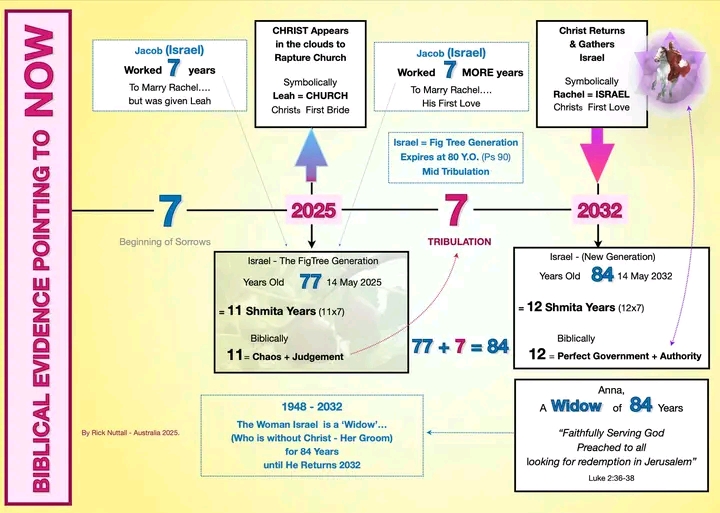 BIBLICAL EVIDENCE POINTING TO NOW
Jacob (Israel)
Worked 7 years
To Marry Rachel....
but was given Leah
CHRIST Appears
in the clouds to
Rapture Church
Symbolically
Leah = CHURCH
Christs First Bride
Jacob (Israel)
Worked 7 MORE years
To Marry Rachel....
His First Love
Christ Returns
& Gathers
Israel
Symbolically
Rachel = ISRAEL
Christs First Love
Israel = Fig Tree Generation
Expires at 80 Y.O. (Ps 90)
Mid Tribulation
7
2025
7
2032
Beginning of Sorrows
TRIBULATION
Israel - The FigTree Generation
Years Old 77 14 May 2025
= 11 Shmita Years (11x7)
Biblically
11= Chaos + Judgement
77 + 7 = 84
Israel - (New Generation)
Years Old 84 14 May 2032
= 12 Shmita Years (12x7)
Biblically
12 = Perfect Government + Authority
1948 - 2032
The Woman Israel is a 'Widow'...
(Who is without Christ - Her Groom)
for 84 Years
until He Returns 2032
Anna,
A Widow of 84 Years
"Faithfully Serving God
Preached to all
looking for redemption in Jerusalem"
Luke 2:36-38
By Rick Nuttall - Australia 2025.